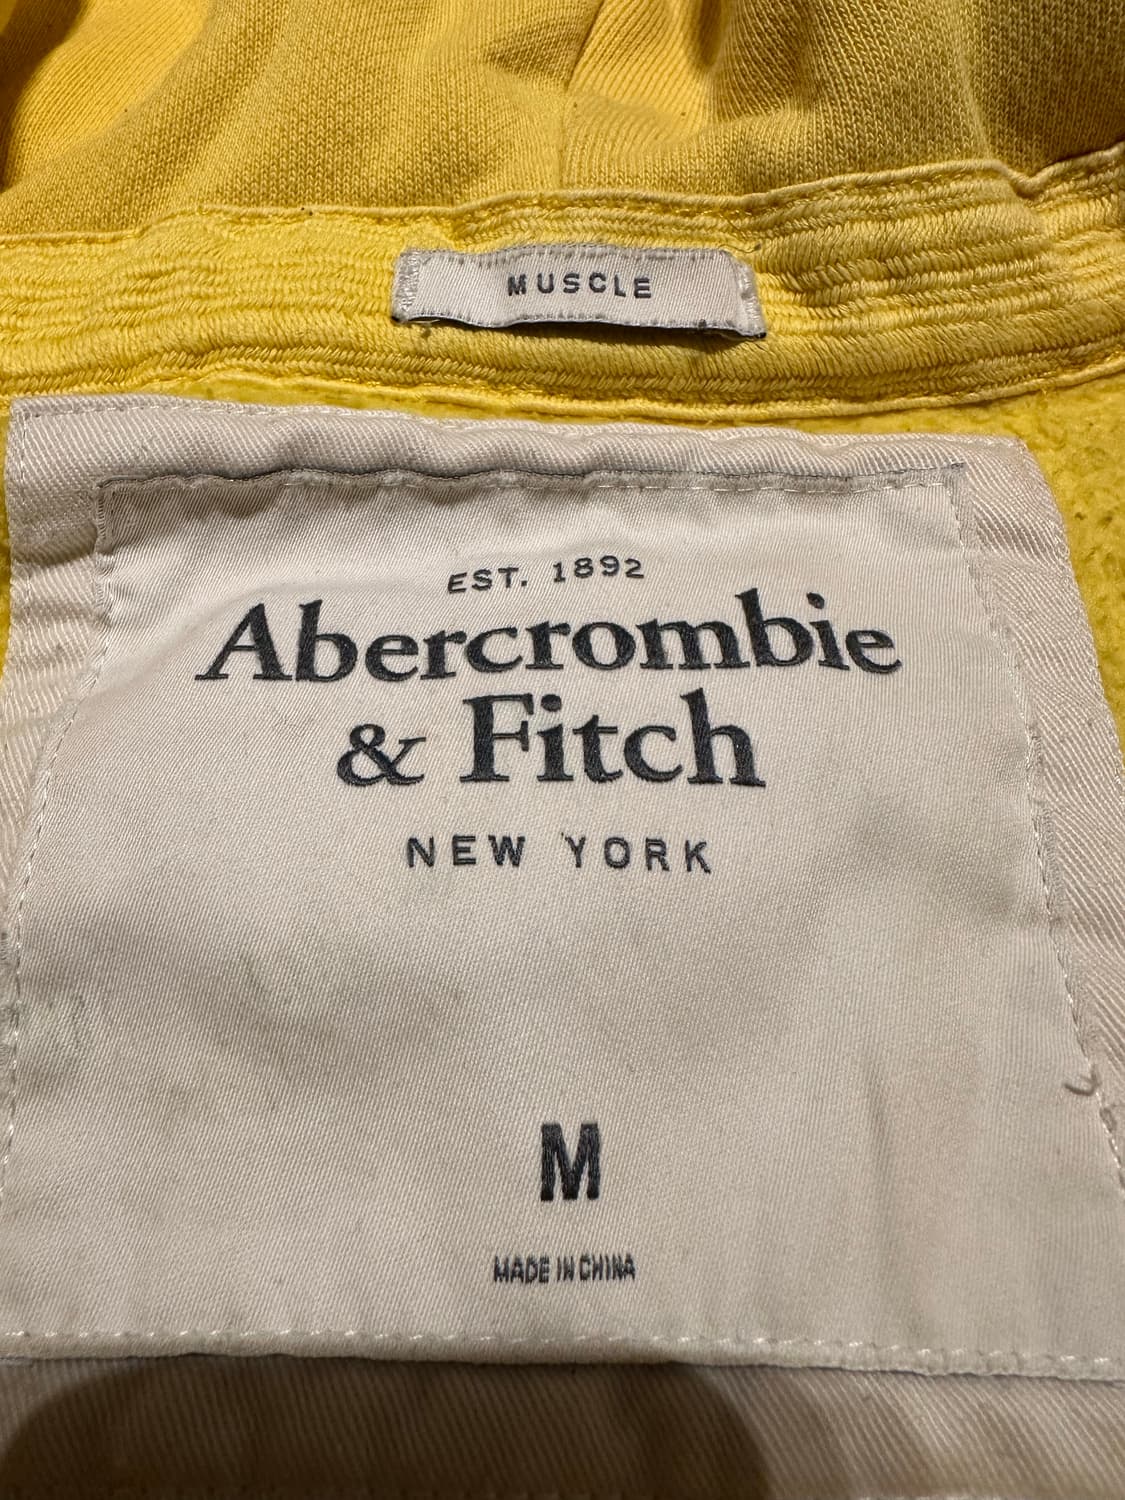 MUSCLE
EST. 1892
Abercrombie
& Fitch
NEW YORK
M
MADE IN CHINA